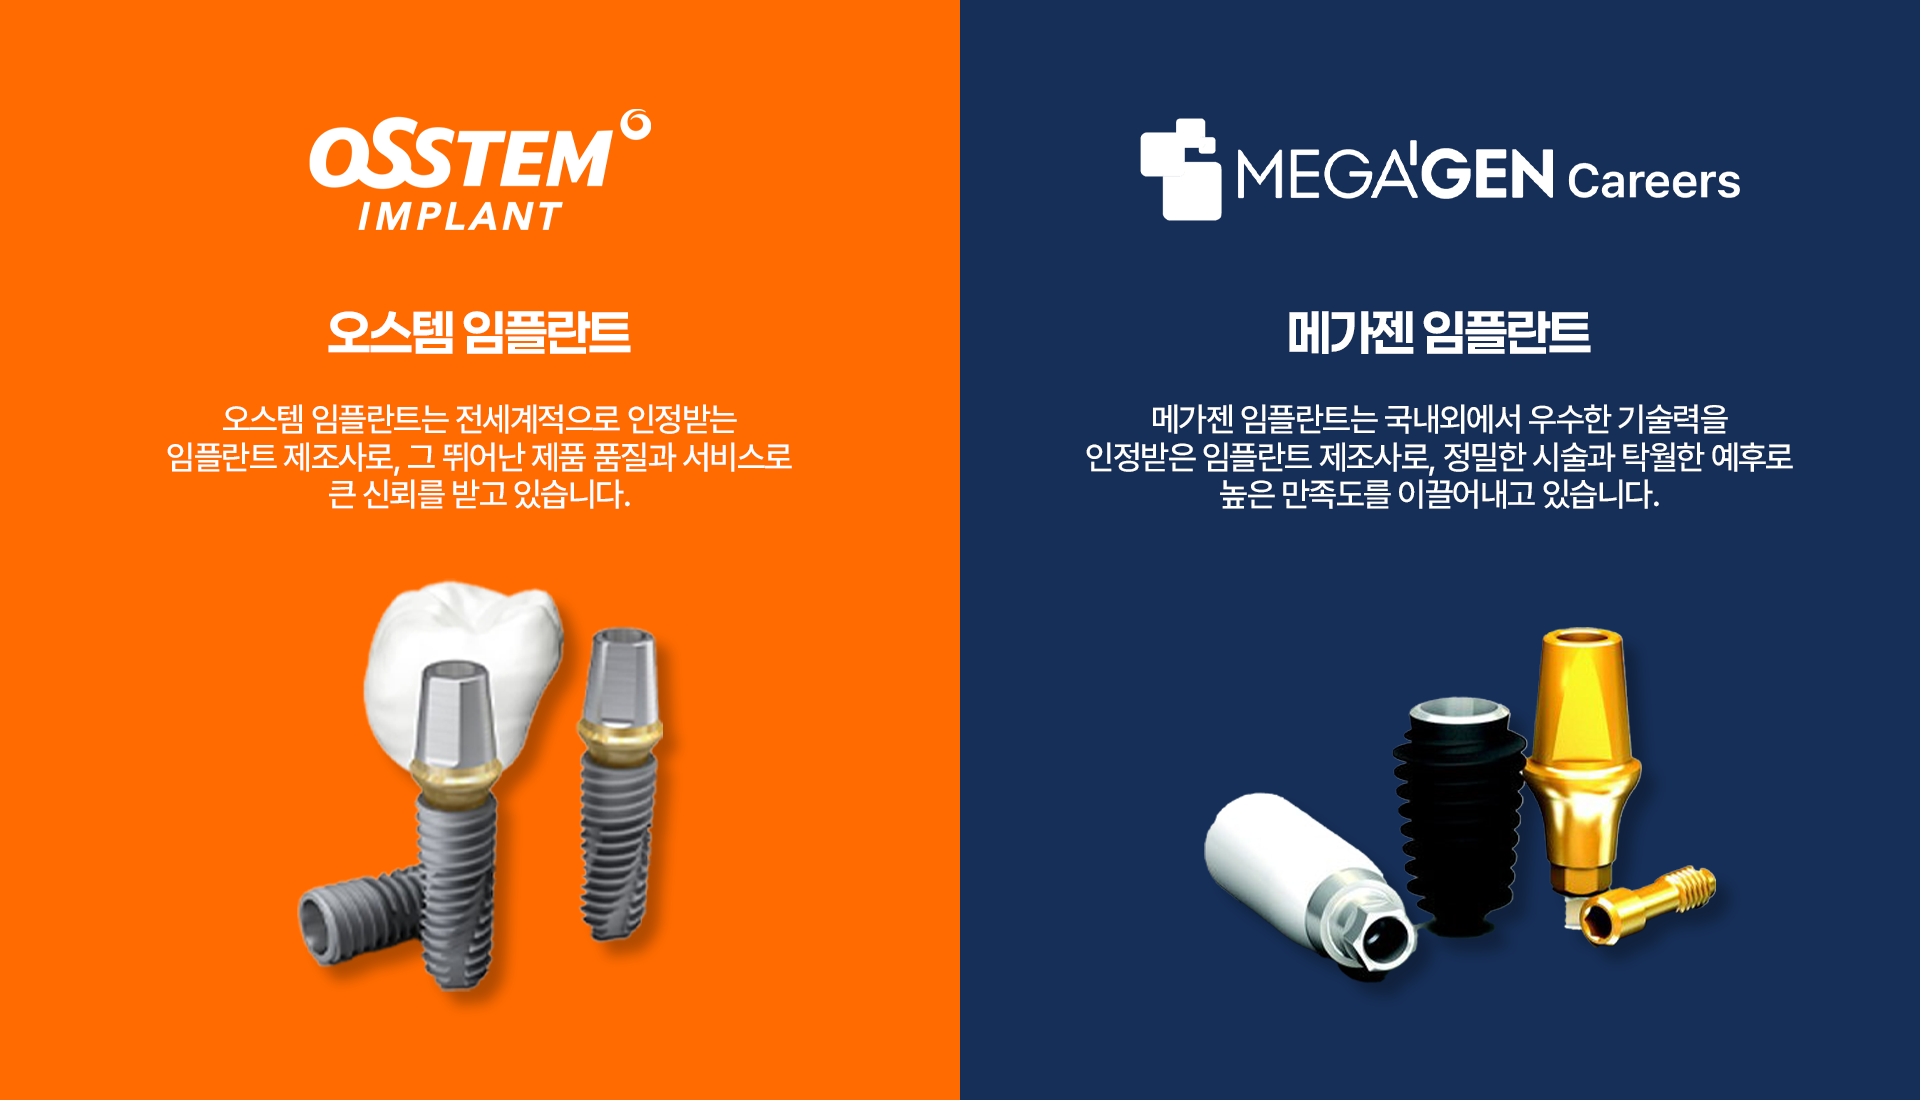 OSSTEM
IMPLANT
오스템 임플란트
오스템 임플란트는 전세계적으로 인정받는
임플란트 제조사로, 그 뛰어난 제품 품질과 서비스로
큰 신뢰를 받고 있습니다.
MEGA'GEN Careers
메가젠 임플란트
메가젠 임플란트는 국내외에서 우수한 기술력을
인정받은 임플란트 제조사로, 정밀한 시술과 탁월한 예후로
높은 만족도를 이끌어내고 있습니다.